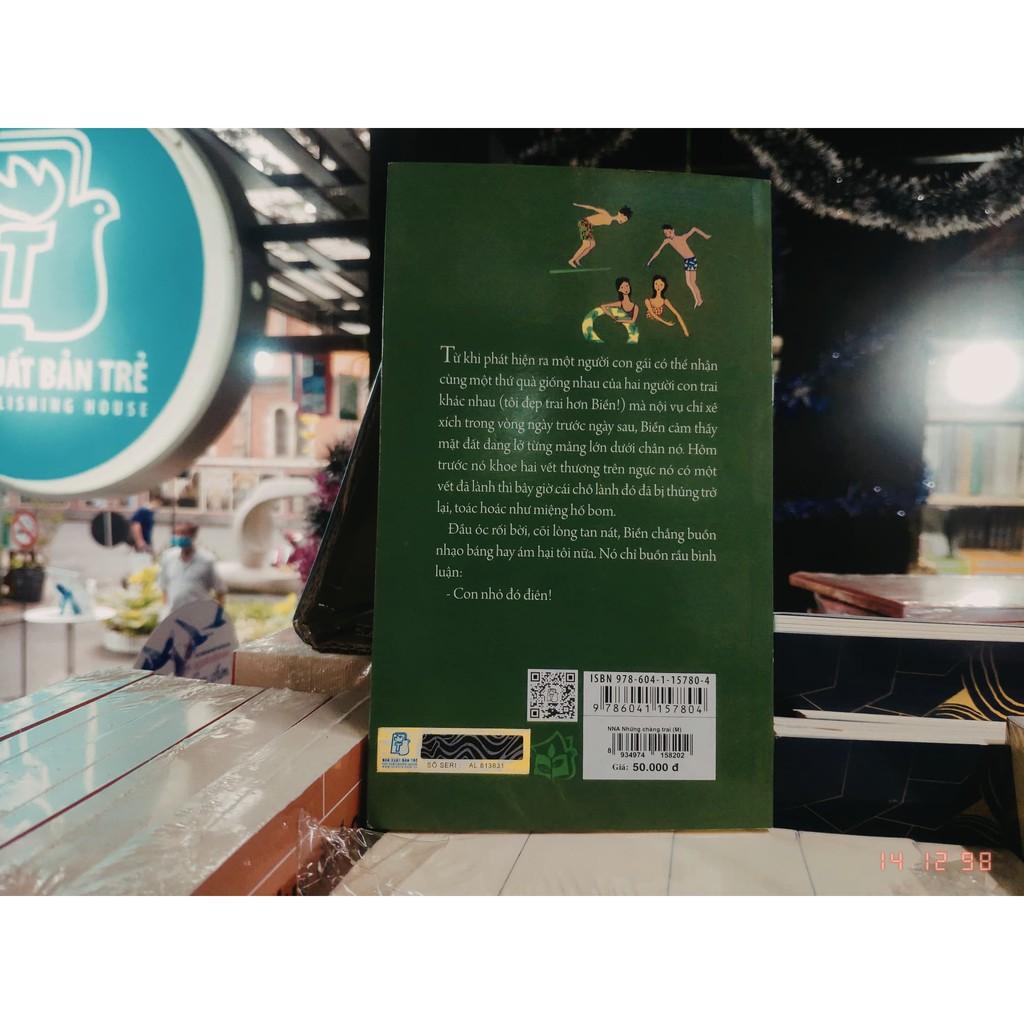 T
UẤT BẢN TRẺ
LISHING HOUSE
Từ khi phát hiện ra một người con gái có thể nhận
cùng một thứ quà giống nhau của hai người con trai
khác nhau (tôi đẹp trai hơn Biền!) mà nội vụ chỉ xê
xích trong vòng ngày trước ngày sau, Biền cảm thấy
mặt đất đang lở từng mảng lớn dưới chân nó. Hôm
trước nó khoe hai vết thương trên ngực nó có một
vết đã lành thì bây giờ cái chỗ lành đó đã bị thủng trở
lại, toác hoác như miệng hố bom.
Đầu óc rối bời, cõi lòng tan nát, Biền chẳng buồn
nhạo báng hay ám hại tôi nữa. Nó chỉ buồn rầu bình
luận:
- Con nhỏ đó điên!
ISBN 978-604-1-15780-4
9 786041 157804
NNA Những chàng trai (M)
8 934974 158202
Giá: 50.000 đ
NHÀ XUẤT BẢN TRẺ
SỐ SERI : AL 813831
14 12 98